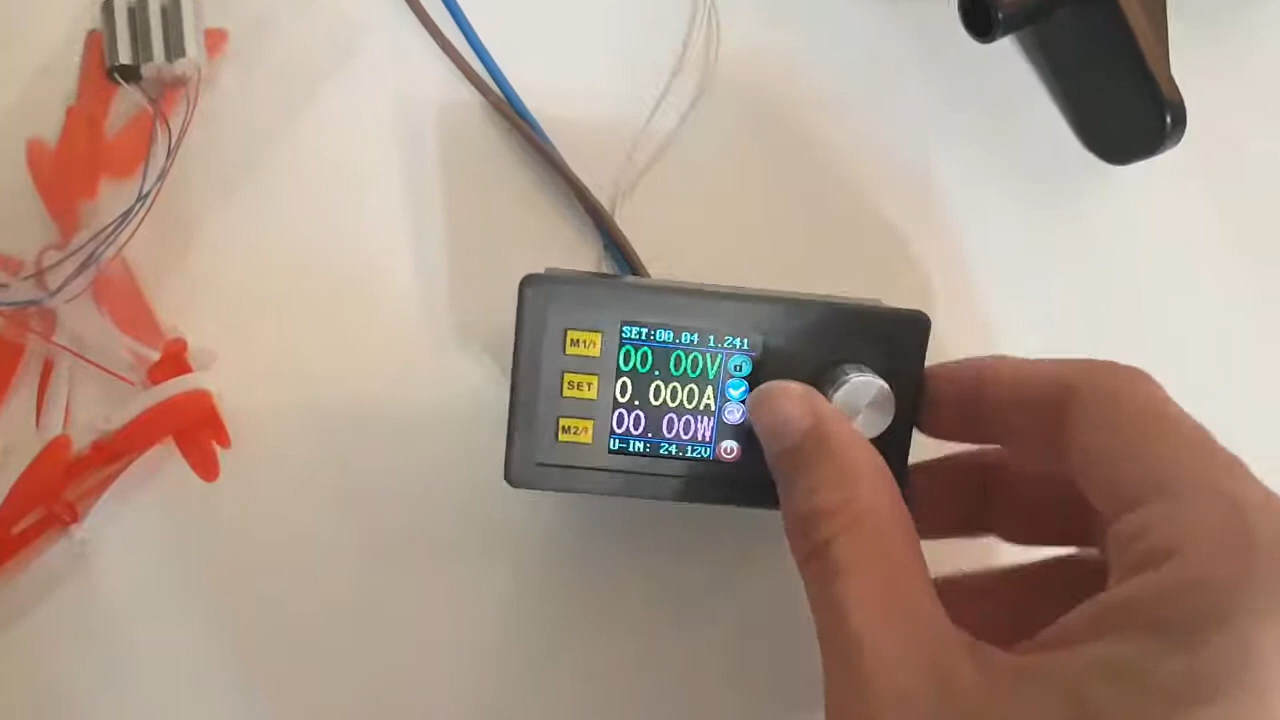 SET:00.04 1.241
00.00V
0.000A
00.00W
U-IN: 24.12V
CV
M1/
SET
M2/